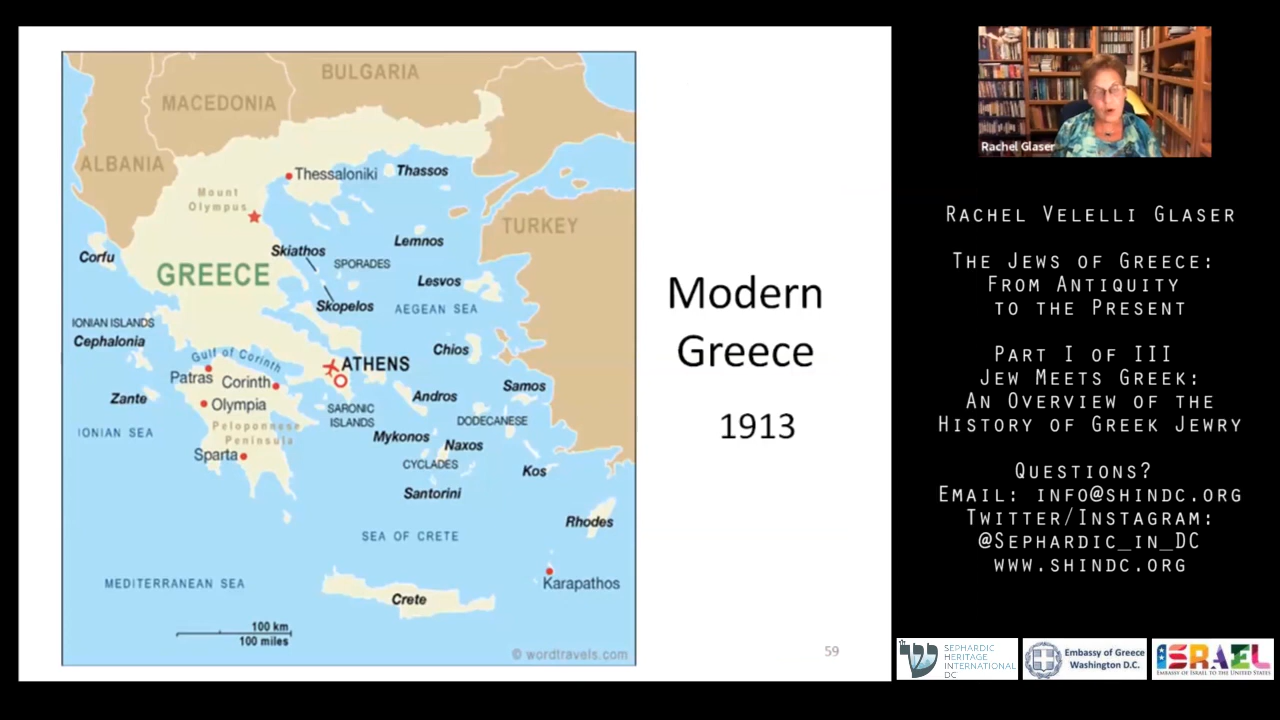 BULGARIA
MACEDONIA
ALBANIA
Thessaloniki
Thassos
Mount
Olympus
TURKEY
Lemnos
Corfu
Skiathos
SPORADES
GREECE
Lesvos
Skopelos
AEGEAN SEA
IONIAN ISLANDS
Cephalonia
Gulf of Corinth
Chios
ATHENS
Patras
Corinth
Samos
Zante
Olympia
Andros
SARONIC
ISLANDS
DODECANESE
Peloponnese
Peninsula
IONIAN SEA
Mykonos
Naxos
Sparta
CYCLADES
Kos
Santorini
Rhodes
SEA OF CRETE
MEDITERRANEAN SEA
Karapathos
Crete
100 km
100 miles
© wordtravels.com
Modern
Greece
1913
59
Rachel Glaser
RACHEL VELELLI GLASER
THE JEWS OF GREECE:
FROM ANTIQUITY
TO THE PRESENT
PART I OF III
JEW MEETS GREEK:
AN OVERVIEW OF THE
HISTORY OF GREEK JEWRY
QUESTIONS?
EMAIL: INFO@SHINDC.ORG
TWITTER/INSTAGRAM:
@SEPHARDIC_IN_DC
WWW.SHINDC.ORG
SEPHARDIC
HERITAGE
INTERNATIONAL
DC
Embassy of Greece
Washington D.C.
ISRAEL
EMBASSY OF ISRAEL TO THE UNITED STATES